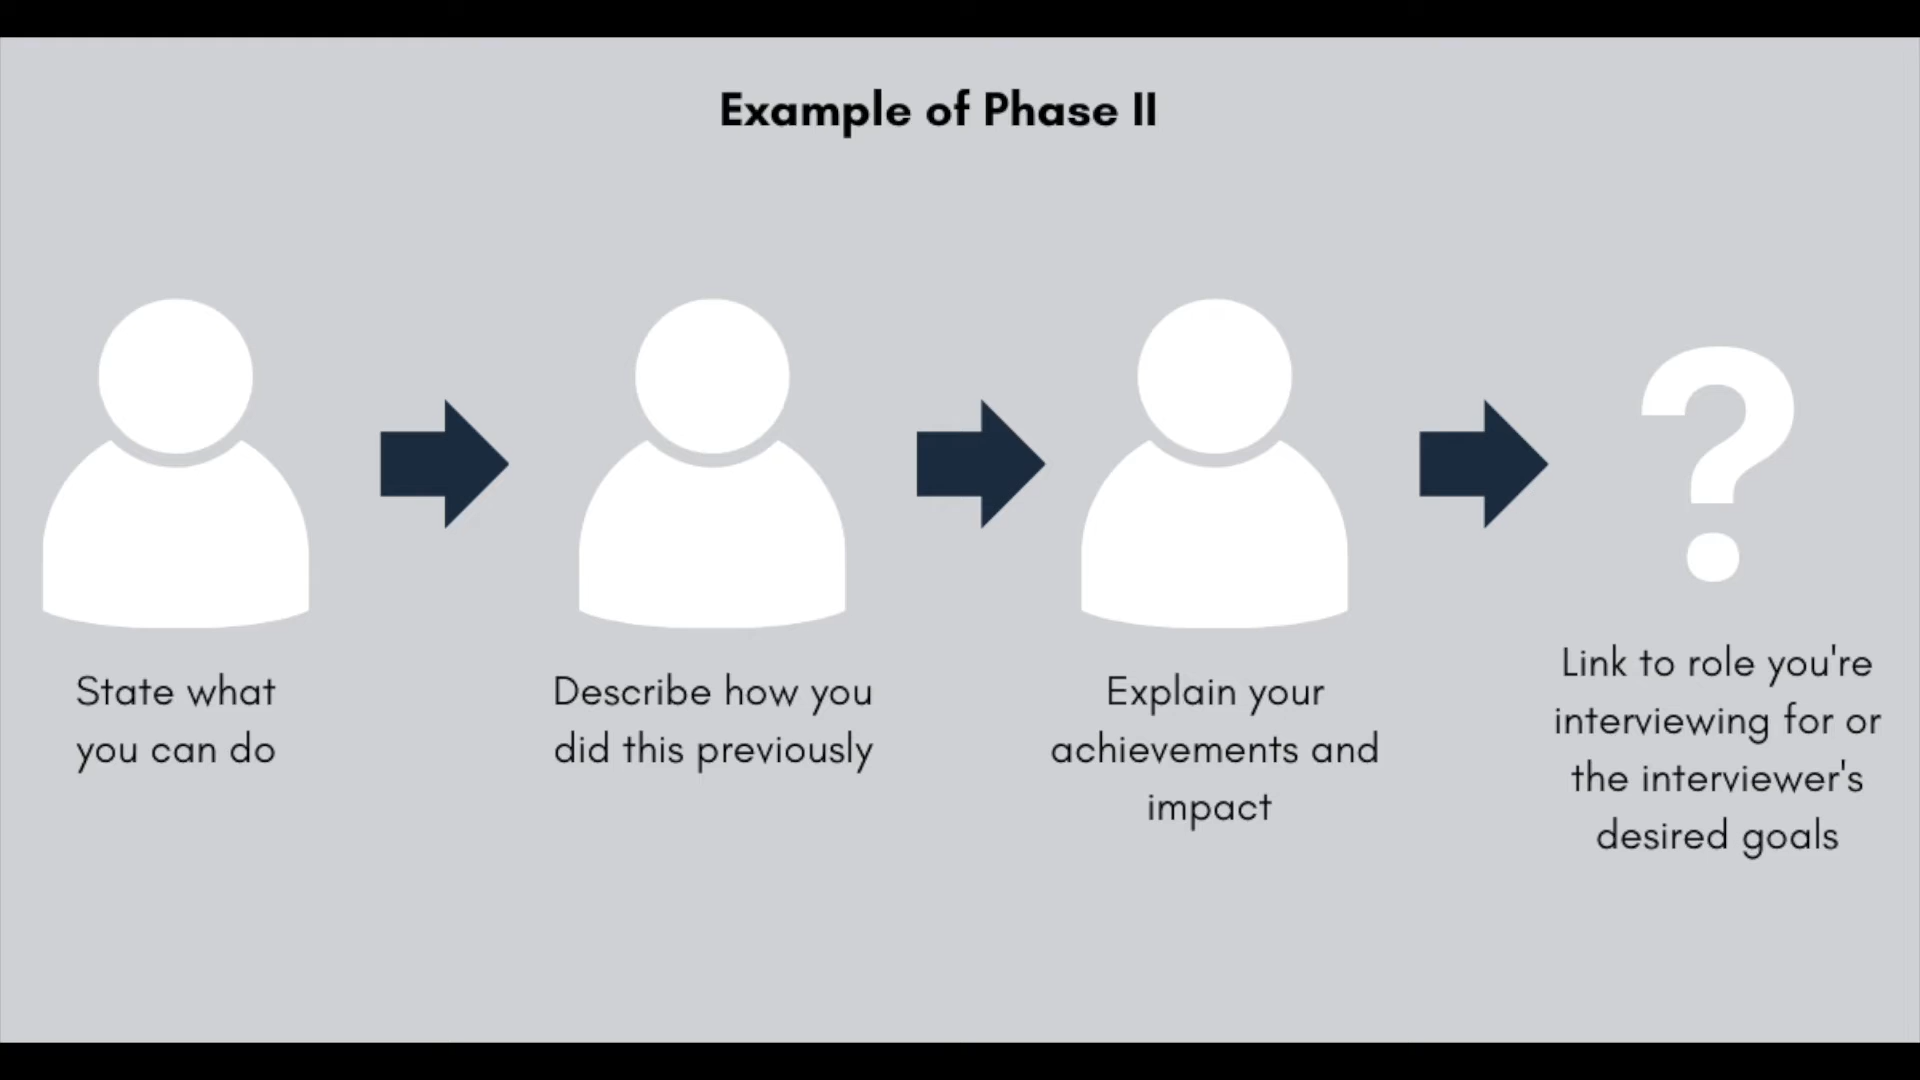 Example of Phase II
State what
you can do
Describe how you
did this previously
Explain your
achievements and
impact
Link to role you're
interviewing for or
the interviewer's
desired goals